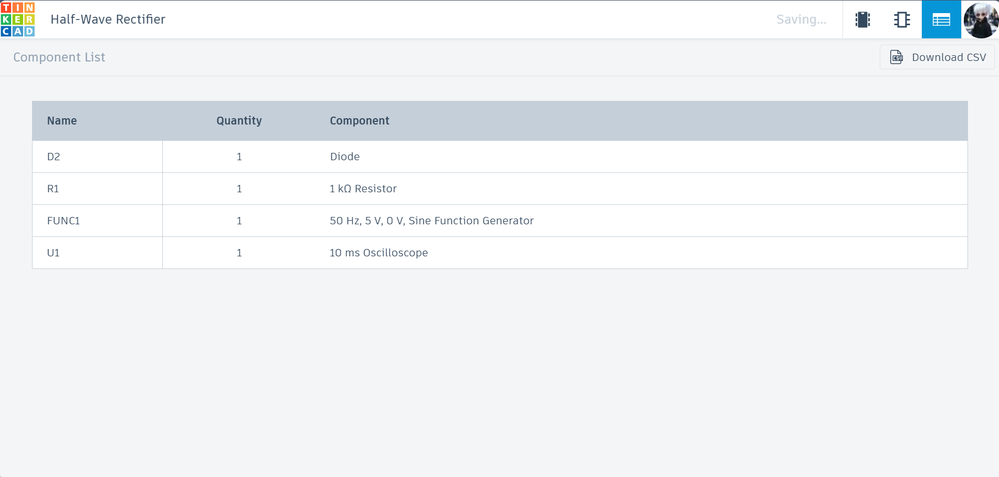 TIN
KER
CAD
Half-Wave Rectifier
Saving...
Component List
Download CSV
Name Quantity Component
D2 1 Diode
R1 1 1 kΩ Resistor
FUNC1 1 50 Hz, 5 V, 0 V, Sine Function Generator
U1 1 10 ms Oscilloscope